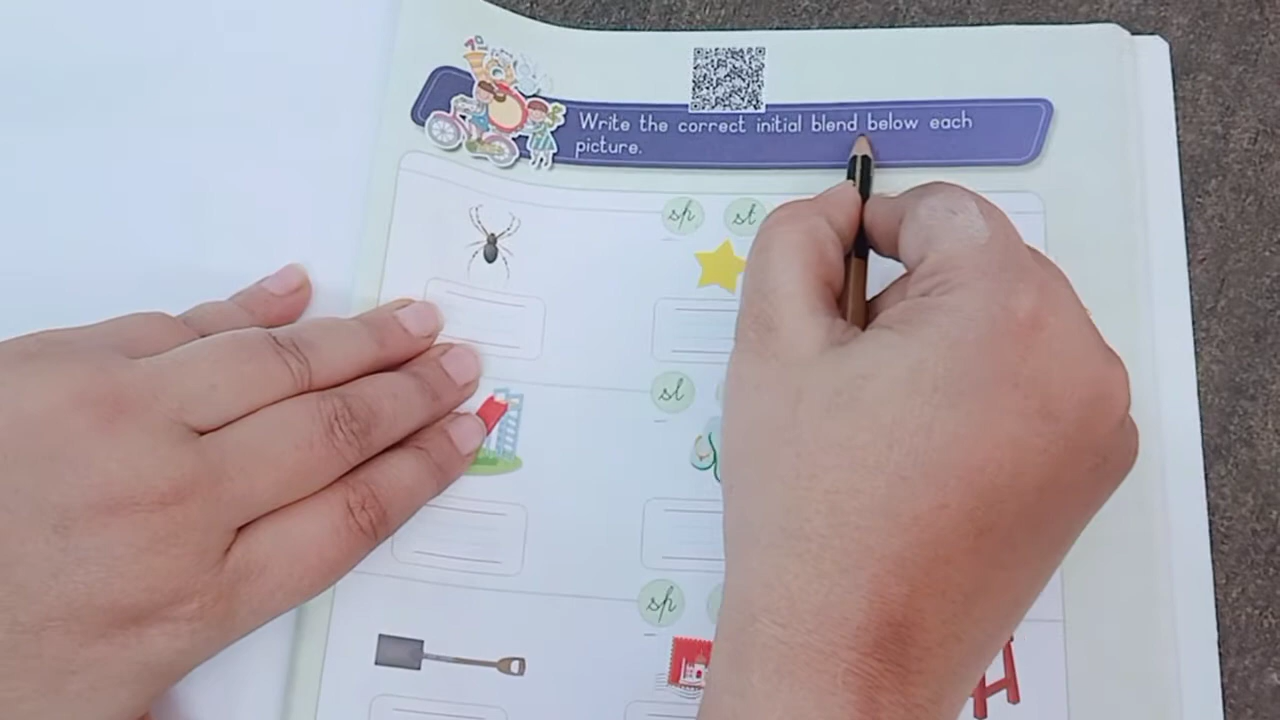 Write the correct initial blend below each
picture.
sp st
sl
sp